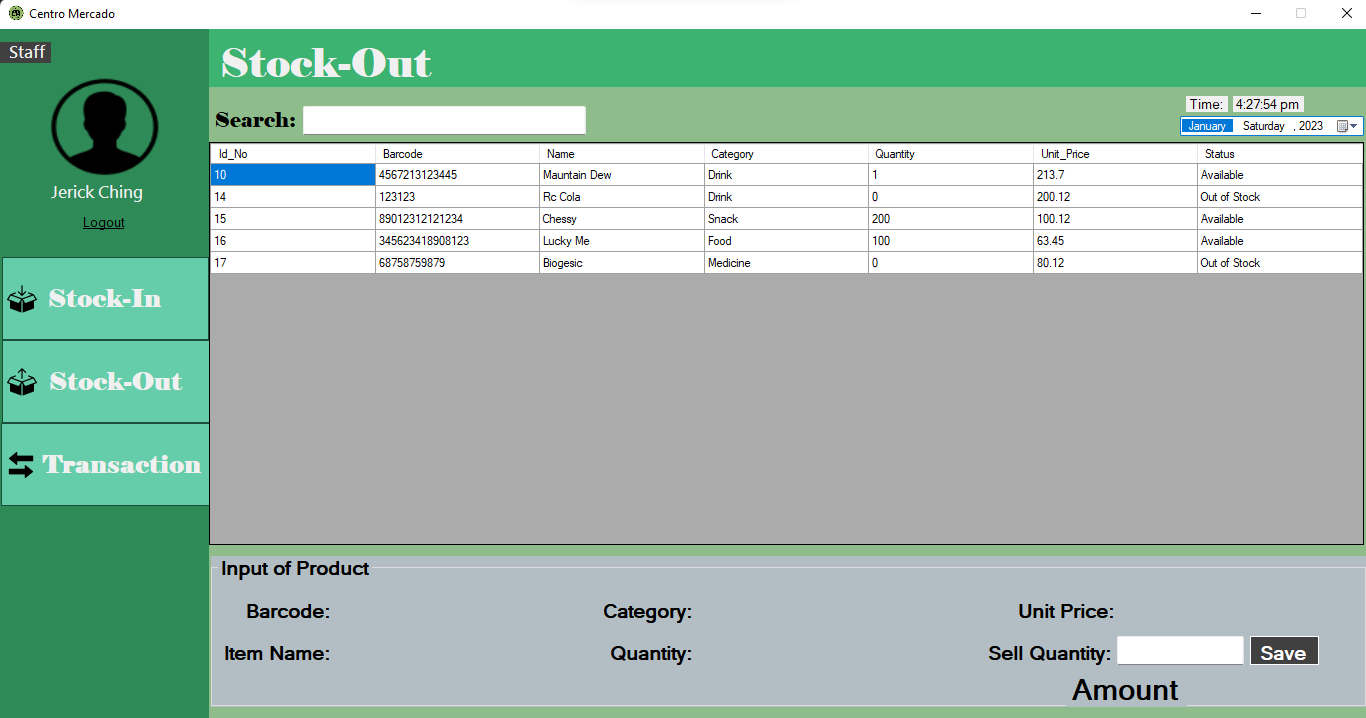 Centro Mercado
Staff
Jerick Ching
Logout
Stock-In
Stock-Out
Transaction
Stock-Out
Search:
Time: 4:27:54 pm
January Saturday , 2023
Id_No Barcode Name Category Quantity Unit_Price Status
10 4567213123445 Mauntain Dew Drink 1 213.7 Available
14 123123 Rc Cola Drink 0 200.12 Out of Stock
15 89012312121234 Chessy Snack 200 100.12 Available
16 345623418908123 Lucky Me Food 100 63.45 Available
17 68758759879 Biogesic Medicine 0 80.12 Out of Stock
Input of Product
Barcode: Category: Unit Price:
Item Name: Quantity: Sell Quantity: Save
Amount